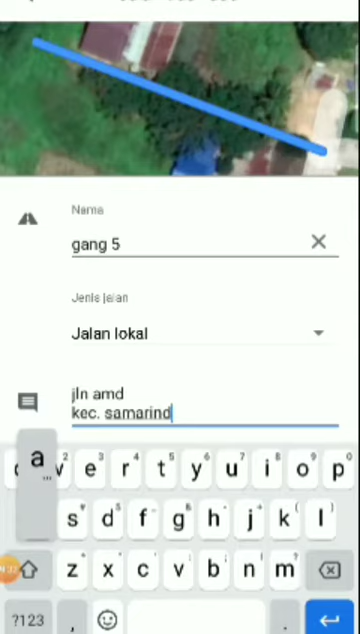 Nama
gang 5
Jenis jalan
Jalan lokal
jln amd
kec. samarind
a
e r t y u i o p
s d f g h j k l
z x c v b n m
?123 , .